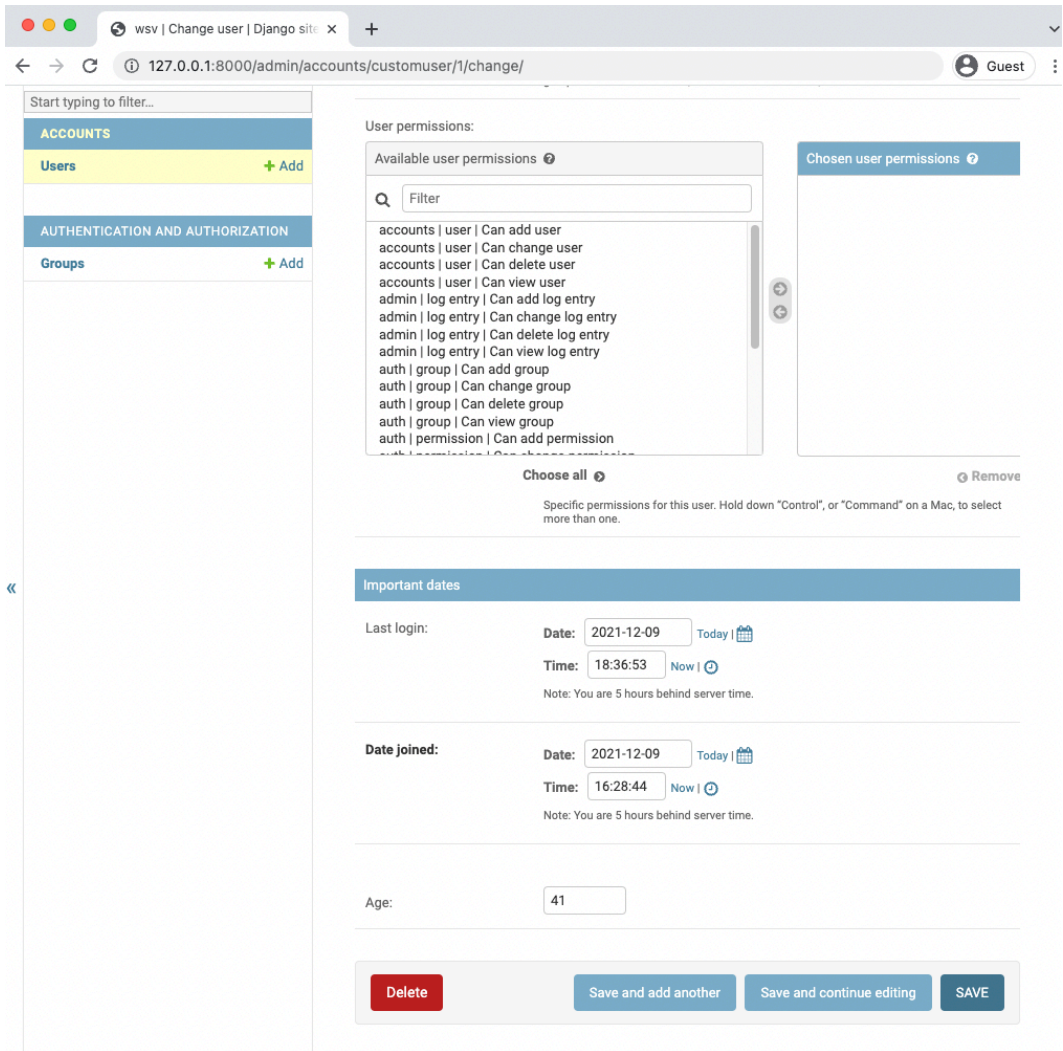 wsv | Change user | Django site
127.0.0.1:8000/admin/accounts/customuser/1/change/
Guest
Start typing to filter...
ACCOUNTS
Users
Add
AUTHENTICATION AND AUTHORIZATION
Groups
Add
«
User permissions:
Available user permissions
Filter
accounts | user | Can add user
accounts | user | Can change user
accounts | user | Can delete user
accounts | user | Can view user
admin | log entry | Can add log entry
admin | log entry | Can change log entry
admin | log entry | Can delete log entry
admin | log entry | Can view log entry
auth | group | Can add group
auth | group | Can change group
auth | group | Can delete group
auth | group | Can view group
auth | permission | Can add permission
auth | permission | Can change permission
Choose all
Chosen user permissions
Remove
Specific permissions for this user. Hold down “Control”, or “Command” on a Mac, to select
more than one.
Important dates
Last login:
Date: 2021-12-09 Today |
Time: 18:36:53 Now |
Note: You are 5 hours behind server time.
Date joined:
Date: 2021-12-09 Today |
Time: 16:28:44 Now |
Note: You are 5 hours behind server time.
Age: 41
Delete
Save and add another
Save and continue editing
SAVE